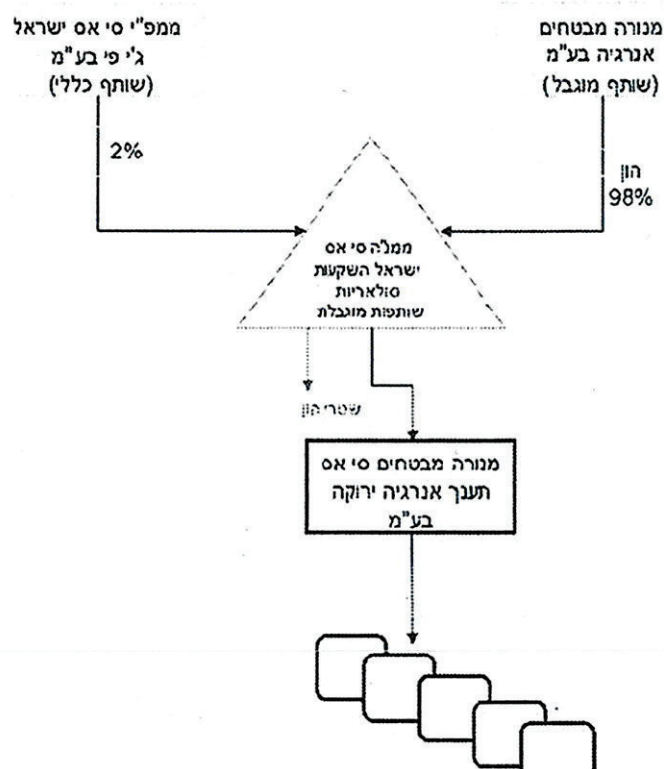 מנורה מבטחים
אנרגיה בע"מ
(שותף מוגבל)
ממפ"י סי אס ישראל
ג'י פי בע"מ
(שותף כללי)
הון
98%
2%
ממנ"ה סי אס
ישראל השקעות
סולאריות
שותפות מוגבלת
שטרי הון
מנורה מבטחים סי אס
תענך אנרגיה ירוקה
בע"מ